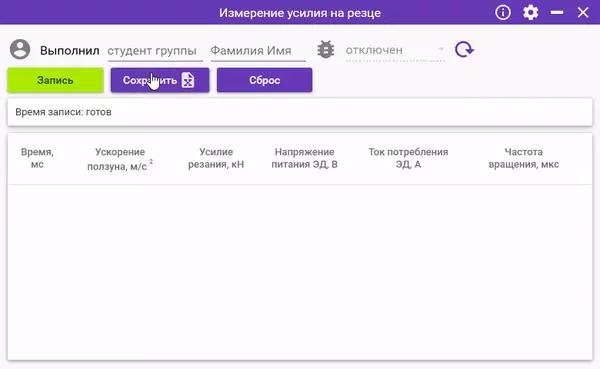 Измерение усилия на резце
Выполнил студент группы Фамилия Имя отключен
Запись Сохранить Сброс
Время записи: готов
Время, мс
Ускорение ползуна, м/с 2
Усилие резания, кН
Напряжение питания ЭД, В
Ток потребления ЭД, А
Частота вращения, мкс